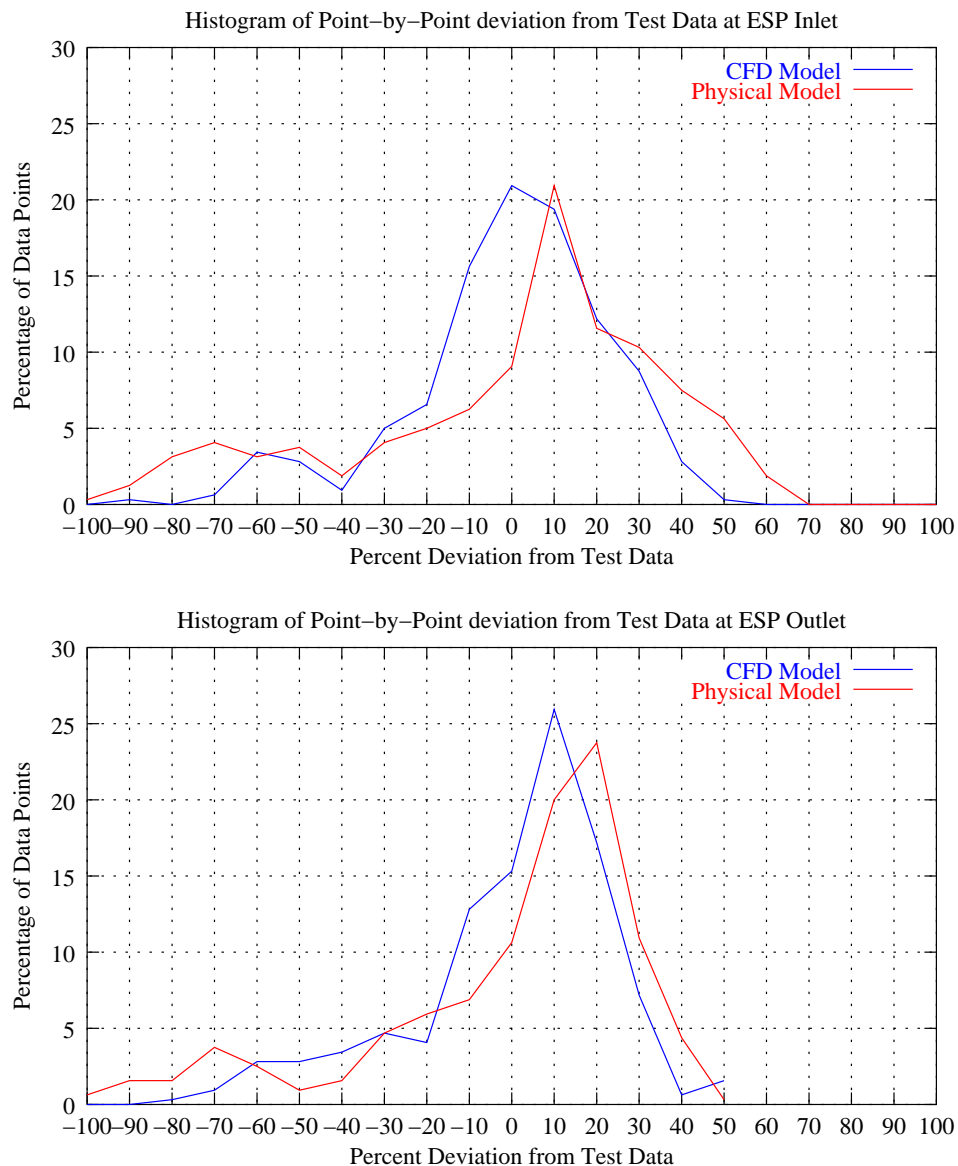 Histogram of Point−by−Point deviation from Test Data at ESP Inlet
30
25
20
15
10
5
0
Percentage of Data Points
CFD Model
Physical Model
−100 −90 −80 −70 −60 −50 −40 −30 −20 −10 0 10 20 30 40 50 60 70 80 90 100
Percent Deviation from Test Data
Histogram of Point−by−Point deviation from Test Data at ESP Outlet
30
25
20
15
10
5
0
Percentage of Data Points
CFD Model
Physical Model
−100 −90 −80 −70 −60 −50 −40 −30 −20 −10 0 10 20 30 40 50 60 70 80 90 100
Percent Deviation from Test Data